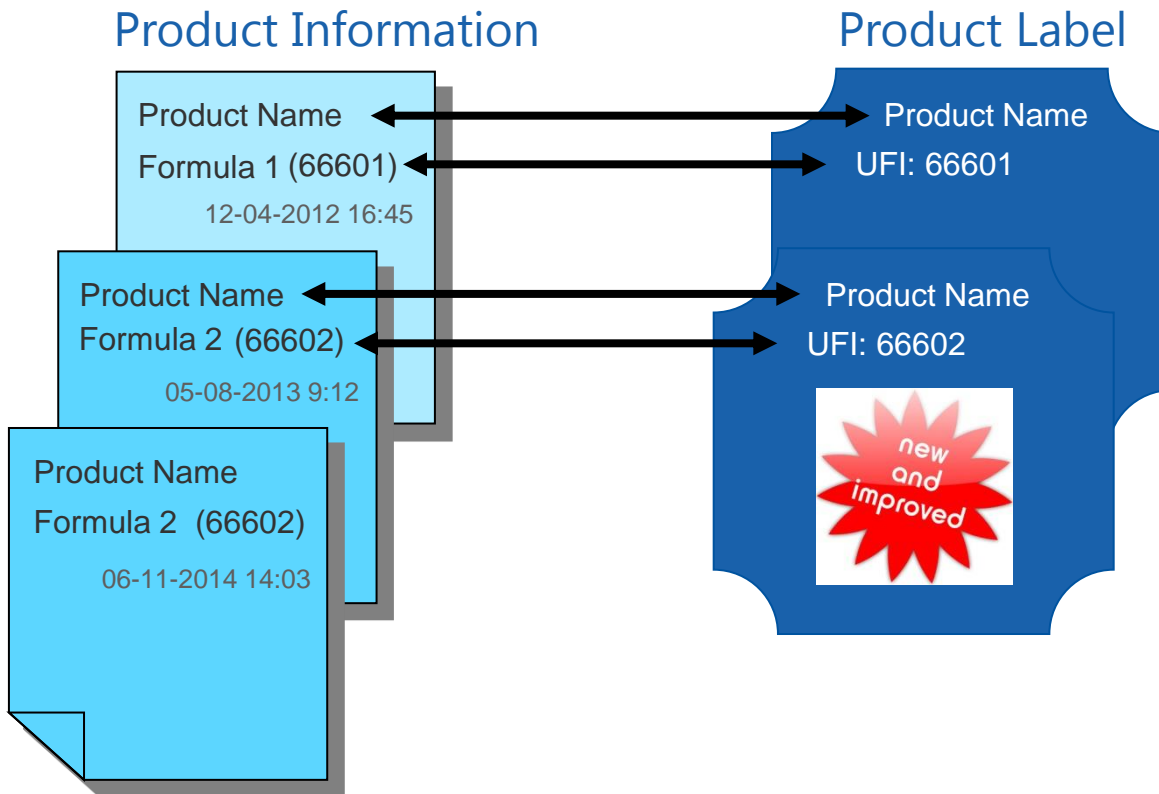 Product Information
Product Name
Formula 1 (66601)
12-04-2012 16:45
Product Name
Formula 2 (66602)
05-08-2013 9:12
Product Name
Formula 2 (66602)
06-11-2014 14:03
Product Label
Product Name
UFI: 66601
Product Name
UFI: 66602
new
and
improved